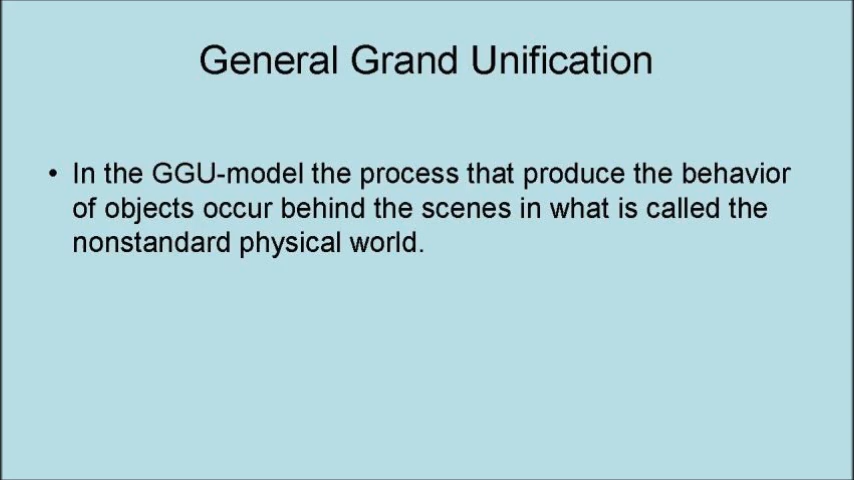 General Grand Unification
• In the GGU-model the process that produce the behavior
of objects occur behind the scenes in what is called the
nonstandard physical world.